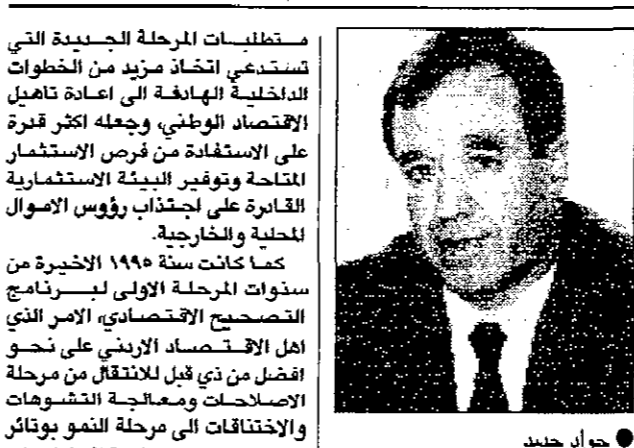 متطلبات المرحلة الجديدة التي
تستدعي اتخاذ مزيد من الخطوات
الداخلية الهادفة الى اعادة تاهيل
الاقتصاد الوطني، وجعله اكثر قدرة
على الاستفادة من فرص الاستثمار
المتاحة وتوفير البيئة الاستثمارية
القادرة على اجتذاب رؤوس الاموال
المحلية والخارجية.
كما كانت سنة ١٩٩٥ الاخيرة من
سنوات المرحلة الاولى لبرنامج
التصحيح الاقتصادي، الامر الذي
اهل الاقتصاد الاردني على نحو
افضل من ذي قبل للانتقال من مرحلة
الاصلاحات ومعالجة التشوهات
والاختناقات الى مرحلة النمو بوتائر
● جواد حديد